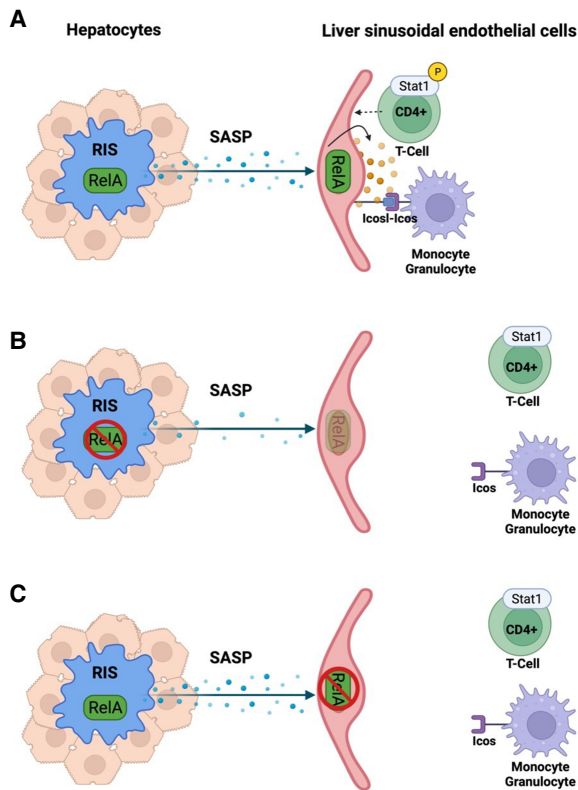 A
Hepatocytes
Liver sinusoidal endothelial cells
P
Stat1
CD4+
T-Cell
SASP
RIS
RelA
RelA
Icosl-Icos
Monocyte
Granulocyte
B
Stat1
CD4+
T-Cell
SASP
RIS
RelA
RelA
Icos
Monocyte
Granulocyte
C
Stat1
CD4+
T-Cell
SASP
RIS
RelA
RelA
Icos
Monocyte
Granulocyte